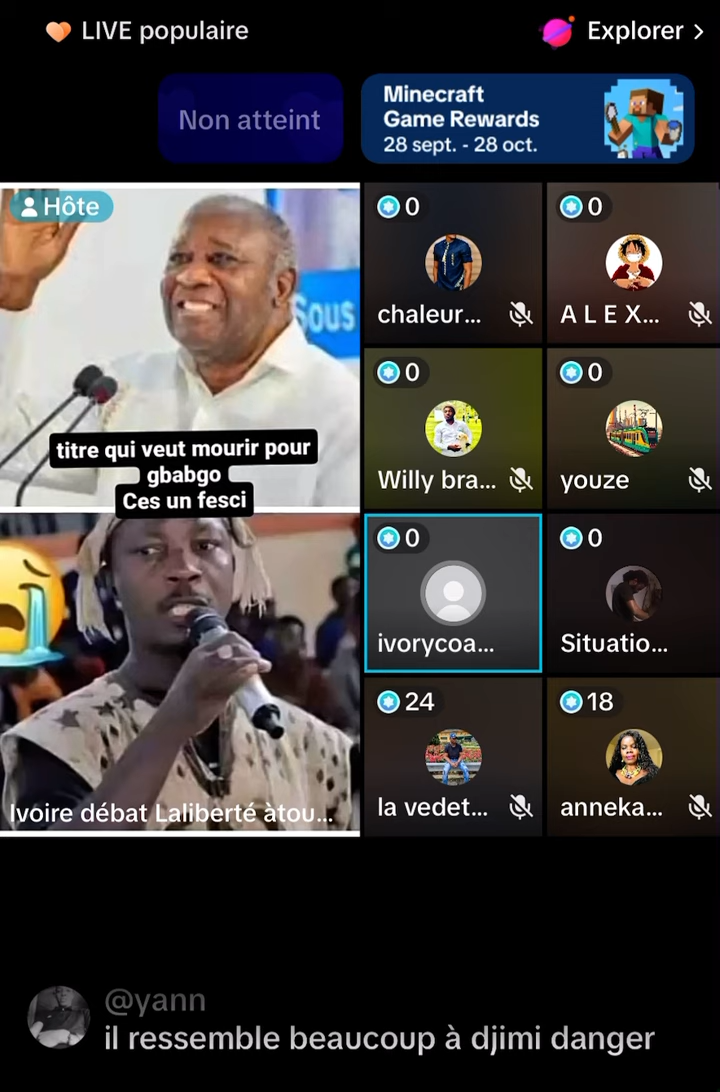 LIVE populaire
Explorer >
Non atteint
Minecraft
Game Rewards
28 sept. - 28 oct.
Hôte
Sous
titre qui veut mourir pour
gbabgo
Ces un fesci
Ivoire débat Laliberté àtou...
0
chaleur...
0
A L E X...
0
Willy bra...
0
youze
0
ivorycoa...
0
Situatio...
24
la vedet...
18
anneka...
@yann
il ressemble beaucoup à djimi danger